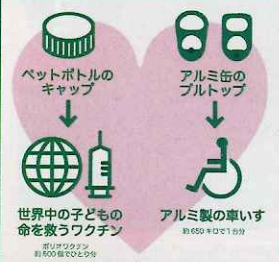 ペットボトルの
キャップ
アルミ缶の
プルトップ
世界中の子どもの
命を救うワクチン
ポリオワクチン
約500個でひとり分
アルミ製の車いす
約650キロで1台分